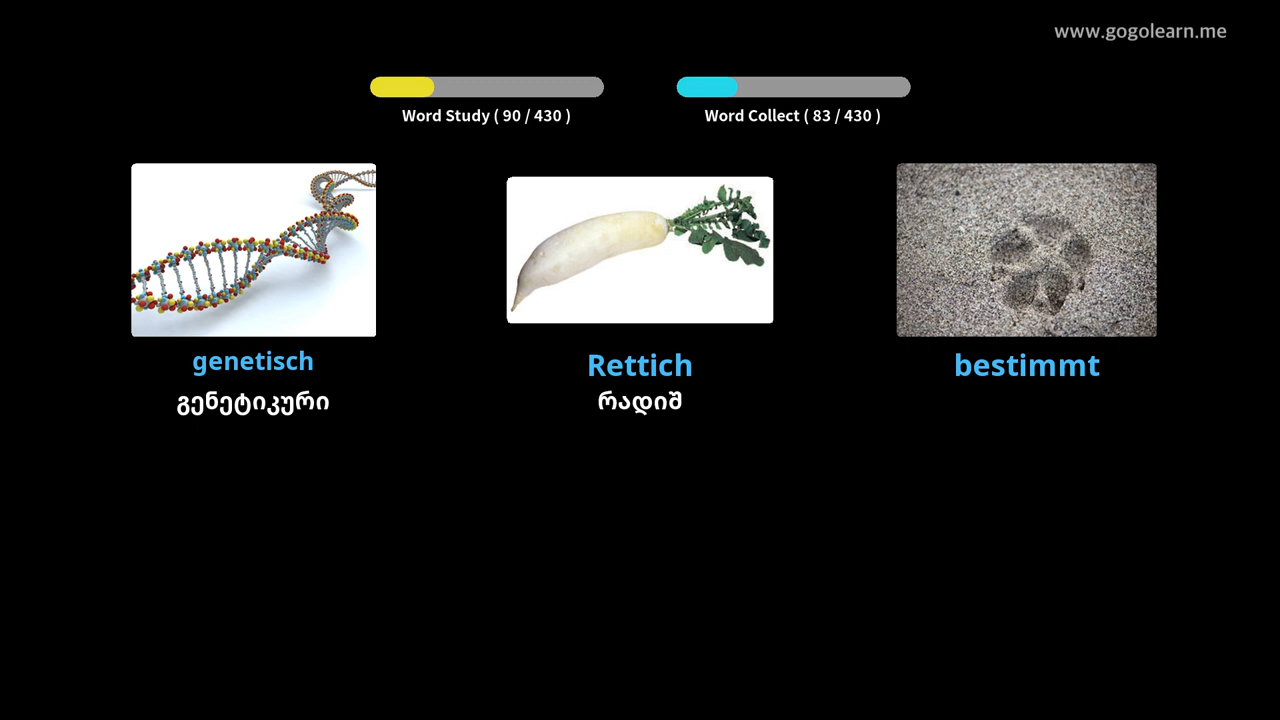 www.gogolearn.me
Word Study ( 90 / 430 )
Word Collect ( 83 / 430 )
genetisch
Rettich
bestimmt
გენეტიკური
რადიშ